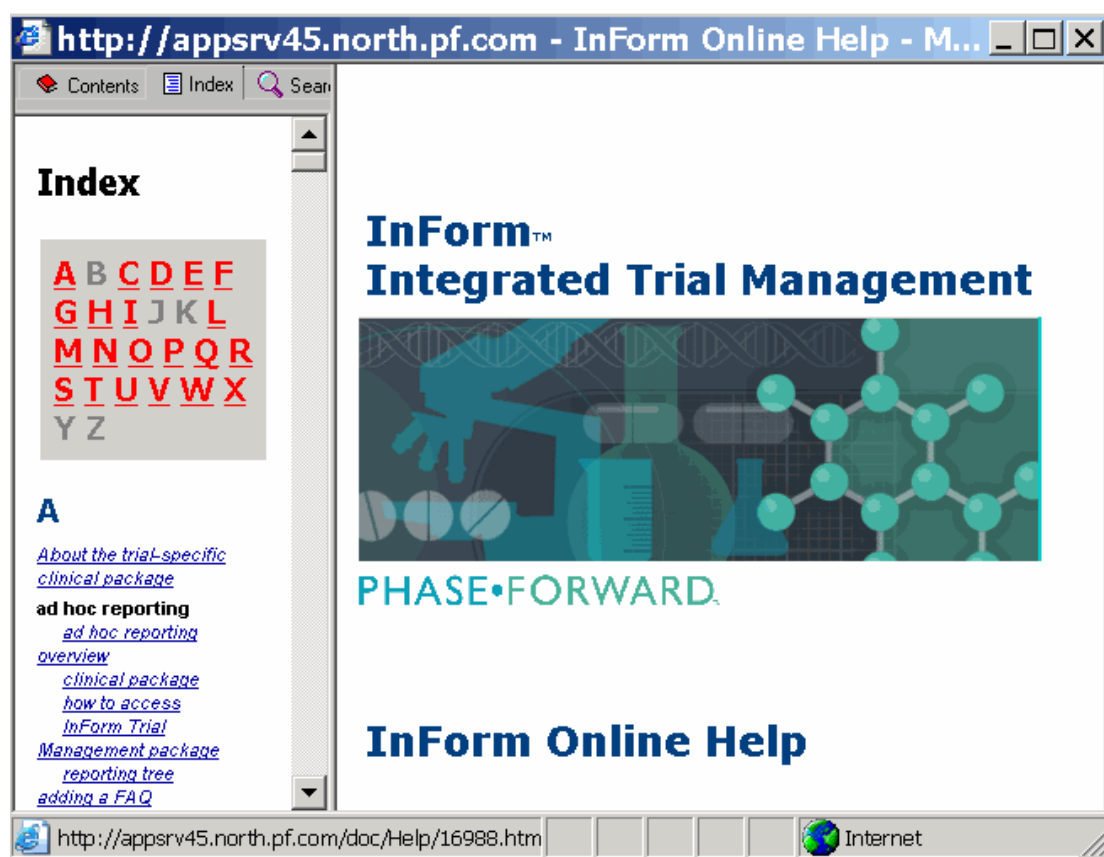 http://appsrv45.north.pf.com - InForm Online Help - M...
Contents Index Sear
Index
A B C D E F
G H I J K L
M N O P Q R
S T U V W X
Y Z
A
About the trial-specific
clinical package
ad hoc reporting
ad hoc reporting
overview
clinical package
how to access
InForm Trial
Management package
reporting tree
adding a FAQ
InForm™
Integrated Trial Management
PHASE•FORWARD™
InForm Online Help
http://appsrv45.north.pf.com/doc/Help/16988.htm
Internet